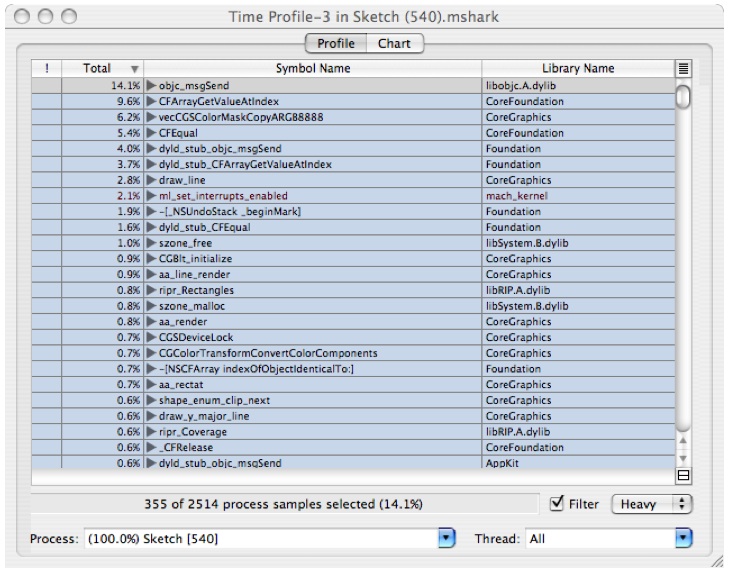 Time Profile-3 in Sketch (540).mshark
Profile Chart
! Total Symbol Name Library Name
14.1% objc_msgSend libobjc.A.dylib
9.6% CFArrayGetValueAtIndex CoreFoundation
6.2% vecCGSColorMaskCopyARG88888 CoreGraphics
5.4% CFEqual CoreFoundation
4.0% dyld_stub_objc_msgSend Foundation
3.7% dyld_stub_CFArrayGetValueAtIndex Foundation
2.8% draw_line CoreGraphics
2.1% ml_set_interrupts_enabled mach_kernel
1.9% -[_NSUndoStack _beginMark] Foundation
1.6% dyld_stub_CFEqual Foundation
1.0% szone_free libSystem.B.dylib
0.9% CGBlt_initialize CoreGraphics
0.9% aa_line_render CoreGraphics
0.8% ripr_Rectangles libRIP.A.dylib
0.8% szone_malloc libSystem.B.dylib
0.8% aa_render CoreGraphics
0.7% CGSDeviceLock CoreGraphics
0.7% CGColorTransformConvertColorComponents CoreGraphics
0.7% -[NSCFArray indexOfObjectIdenticalTo:] Foundation
0.7% aa_rectat CoreGraphics
0.6% shape_enum_clip_next CoreGraphics
0.6% draw_y_major_line CoreGraphics
0.6% ripr_Coverage libRIP.A.dylib
0.6% _CFRelease CoreFoundation
0.6% dyld_stub_objc_msgSend AppKit
355 of 2514 process samples selected (14.1%) Filter Heavy
Process: (100.0%) Sketch [540] Thread: All